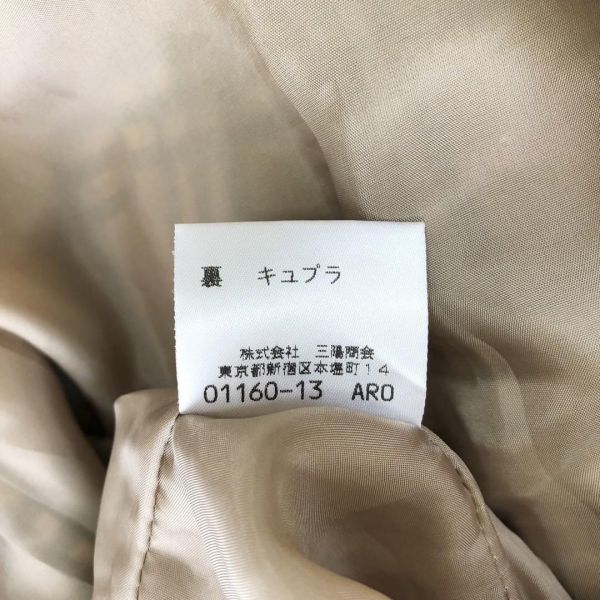 裏 キュプラ
株式会社 三陽商会
東京都新宿区本塩町14
01160-13 ARO